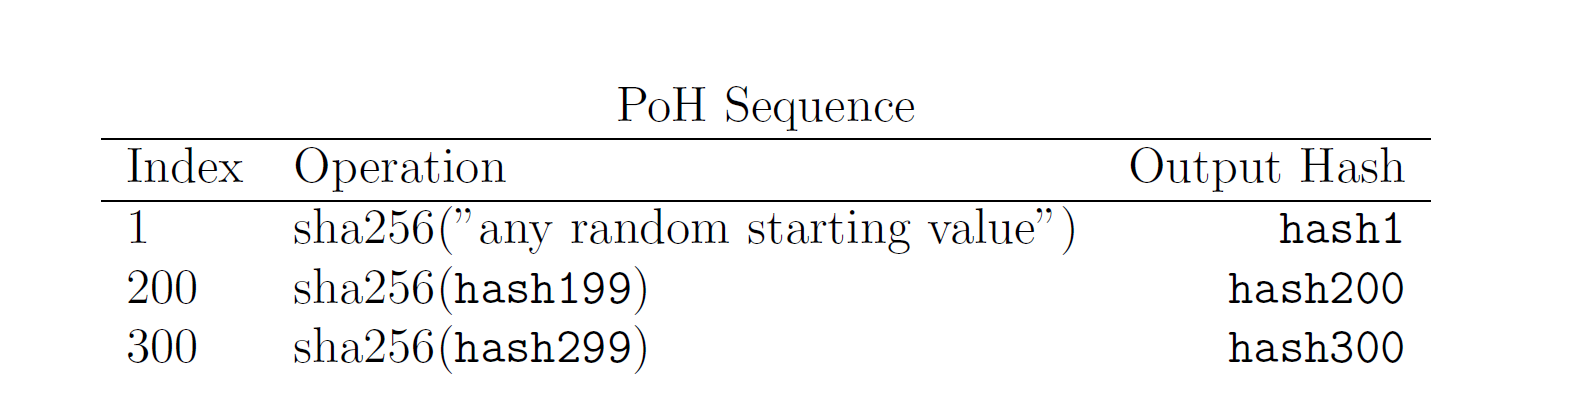 PoH Sequence
Index Operation Output Hash
1 sha256(”any random starting value”) hash1
200 sha256(hash199) hash200
300 sha256(hash299) hash300